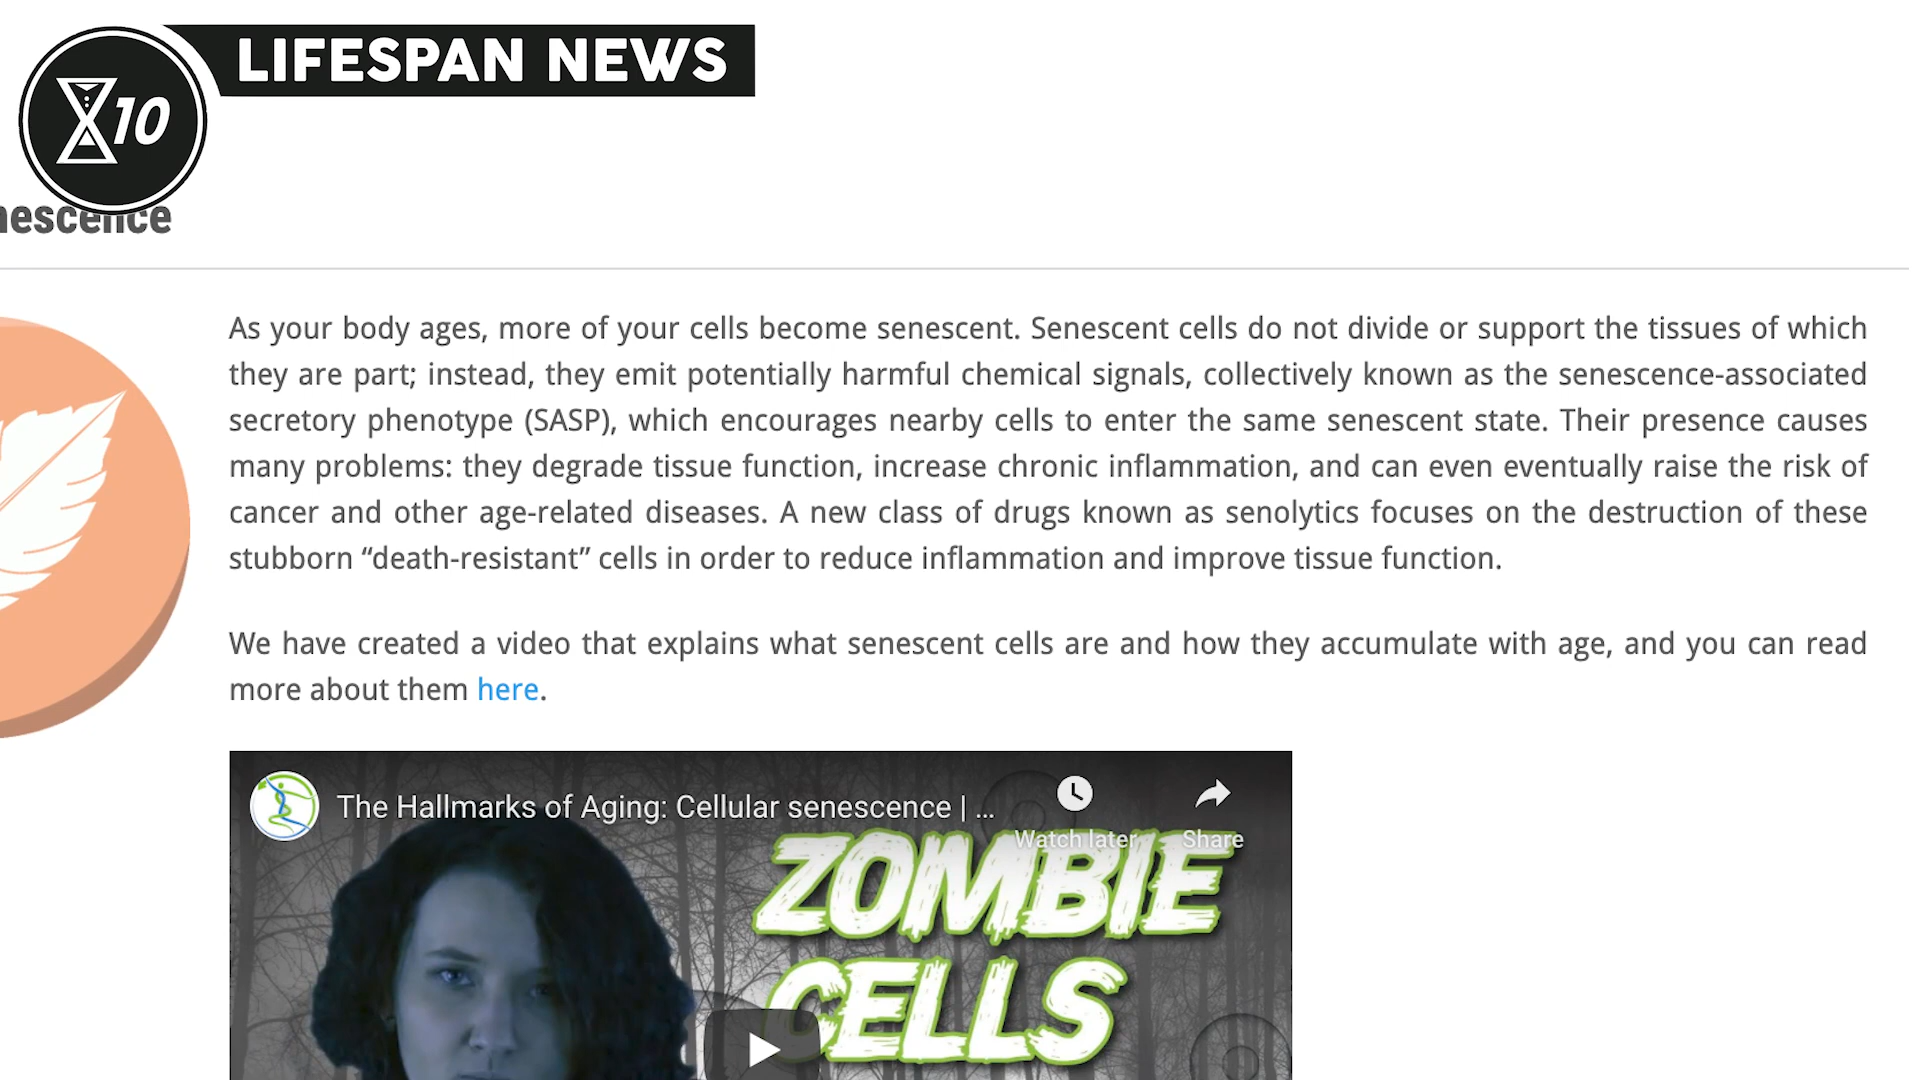 LIFESPAN NEWS
10
nescence
As your body ages, more of your cells become senescent. Senescent cells do not divide or support the tissues of which
they are part; instead, they emit potentially harmful chemical signals, collectively known as the senescence-associated
secretory phenotype (SASP), which encourages nearby cells to enter the same senescent state. Their presence causes
many problems: they degrade tissue function, increase chronic inflammation, and can even eventually raise the risk of
cancer and other age-related diseases. A new class of drugs known as senolytics focuses on the destruction of these
stubborn “death-resistant” cells in order to reduce inflammation and improve tissue function.
We have created a video that explains what senescent cells are and how they accumulate with age, and you can read
more about them here.
The Hallmarks of Aging: Cellular senescence | ...
Watch later
Share
ZOMBIE
CELLS